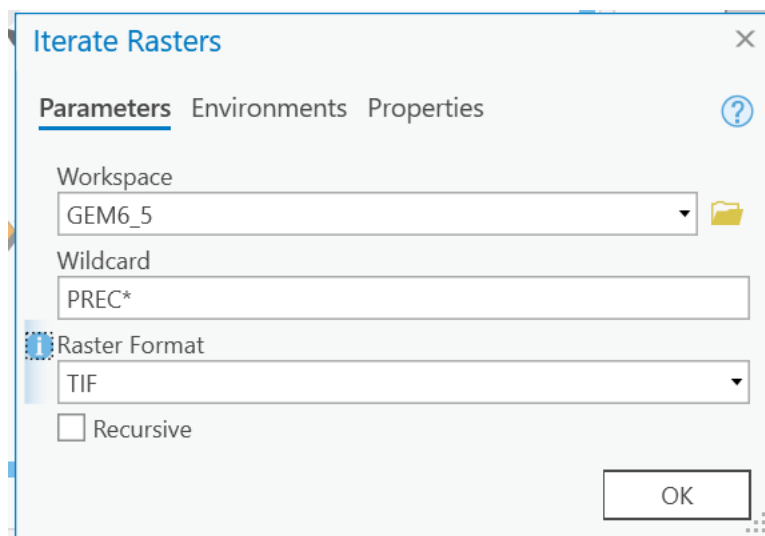 Iterate Rasters
Parameters Environments Properties
Workspace
GEM6_5
Wildcard
PREC*
Raster Format
TIF
Recursive
OK